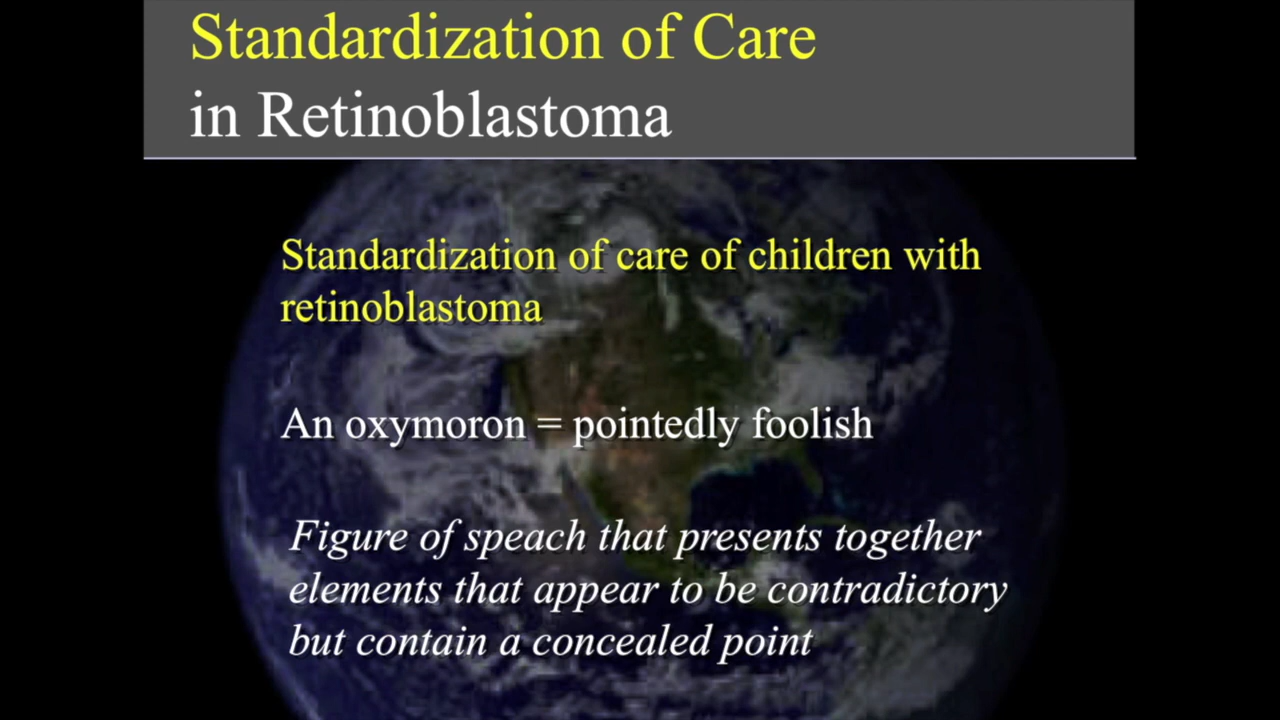 Standardization of Care
in Retinoblastoma
Standardization of care of children with
retinoblastoma
An oxymoron = pointedly foolish
Figure of speach that presents together
elements that appear to be contradictory
but contain a concealed point